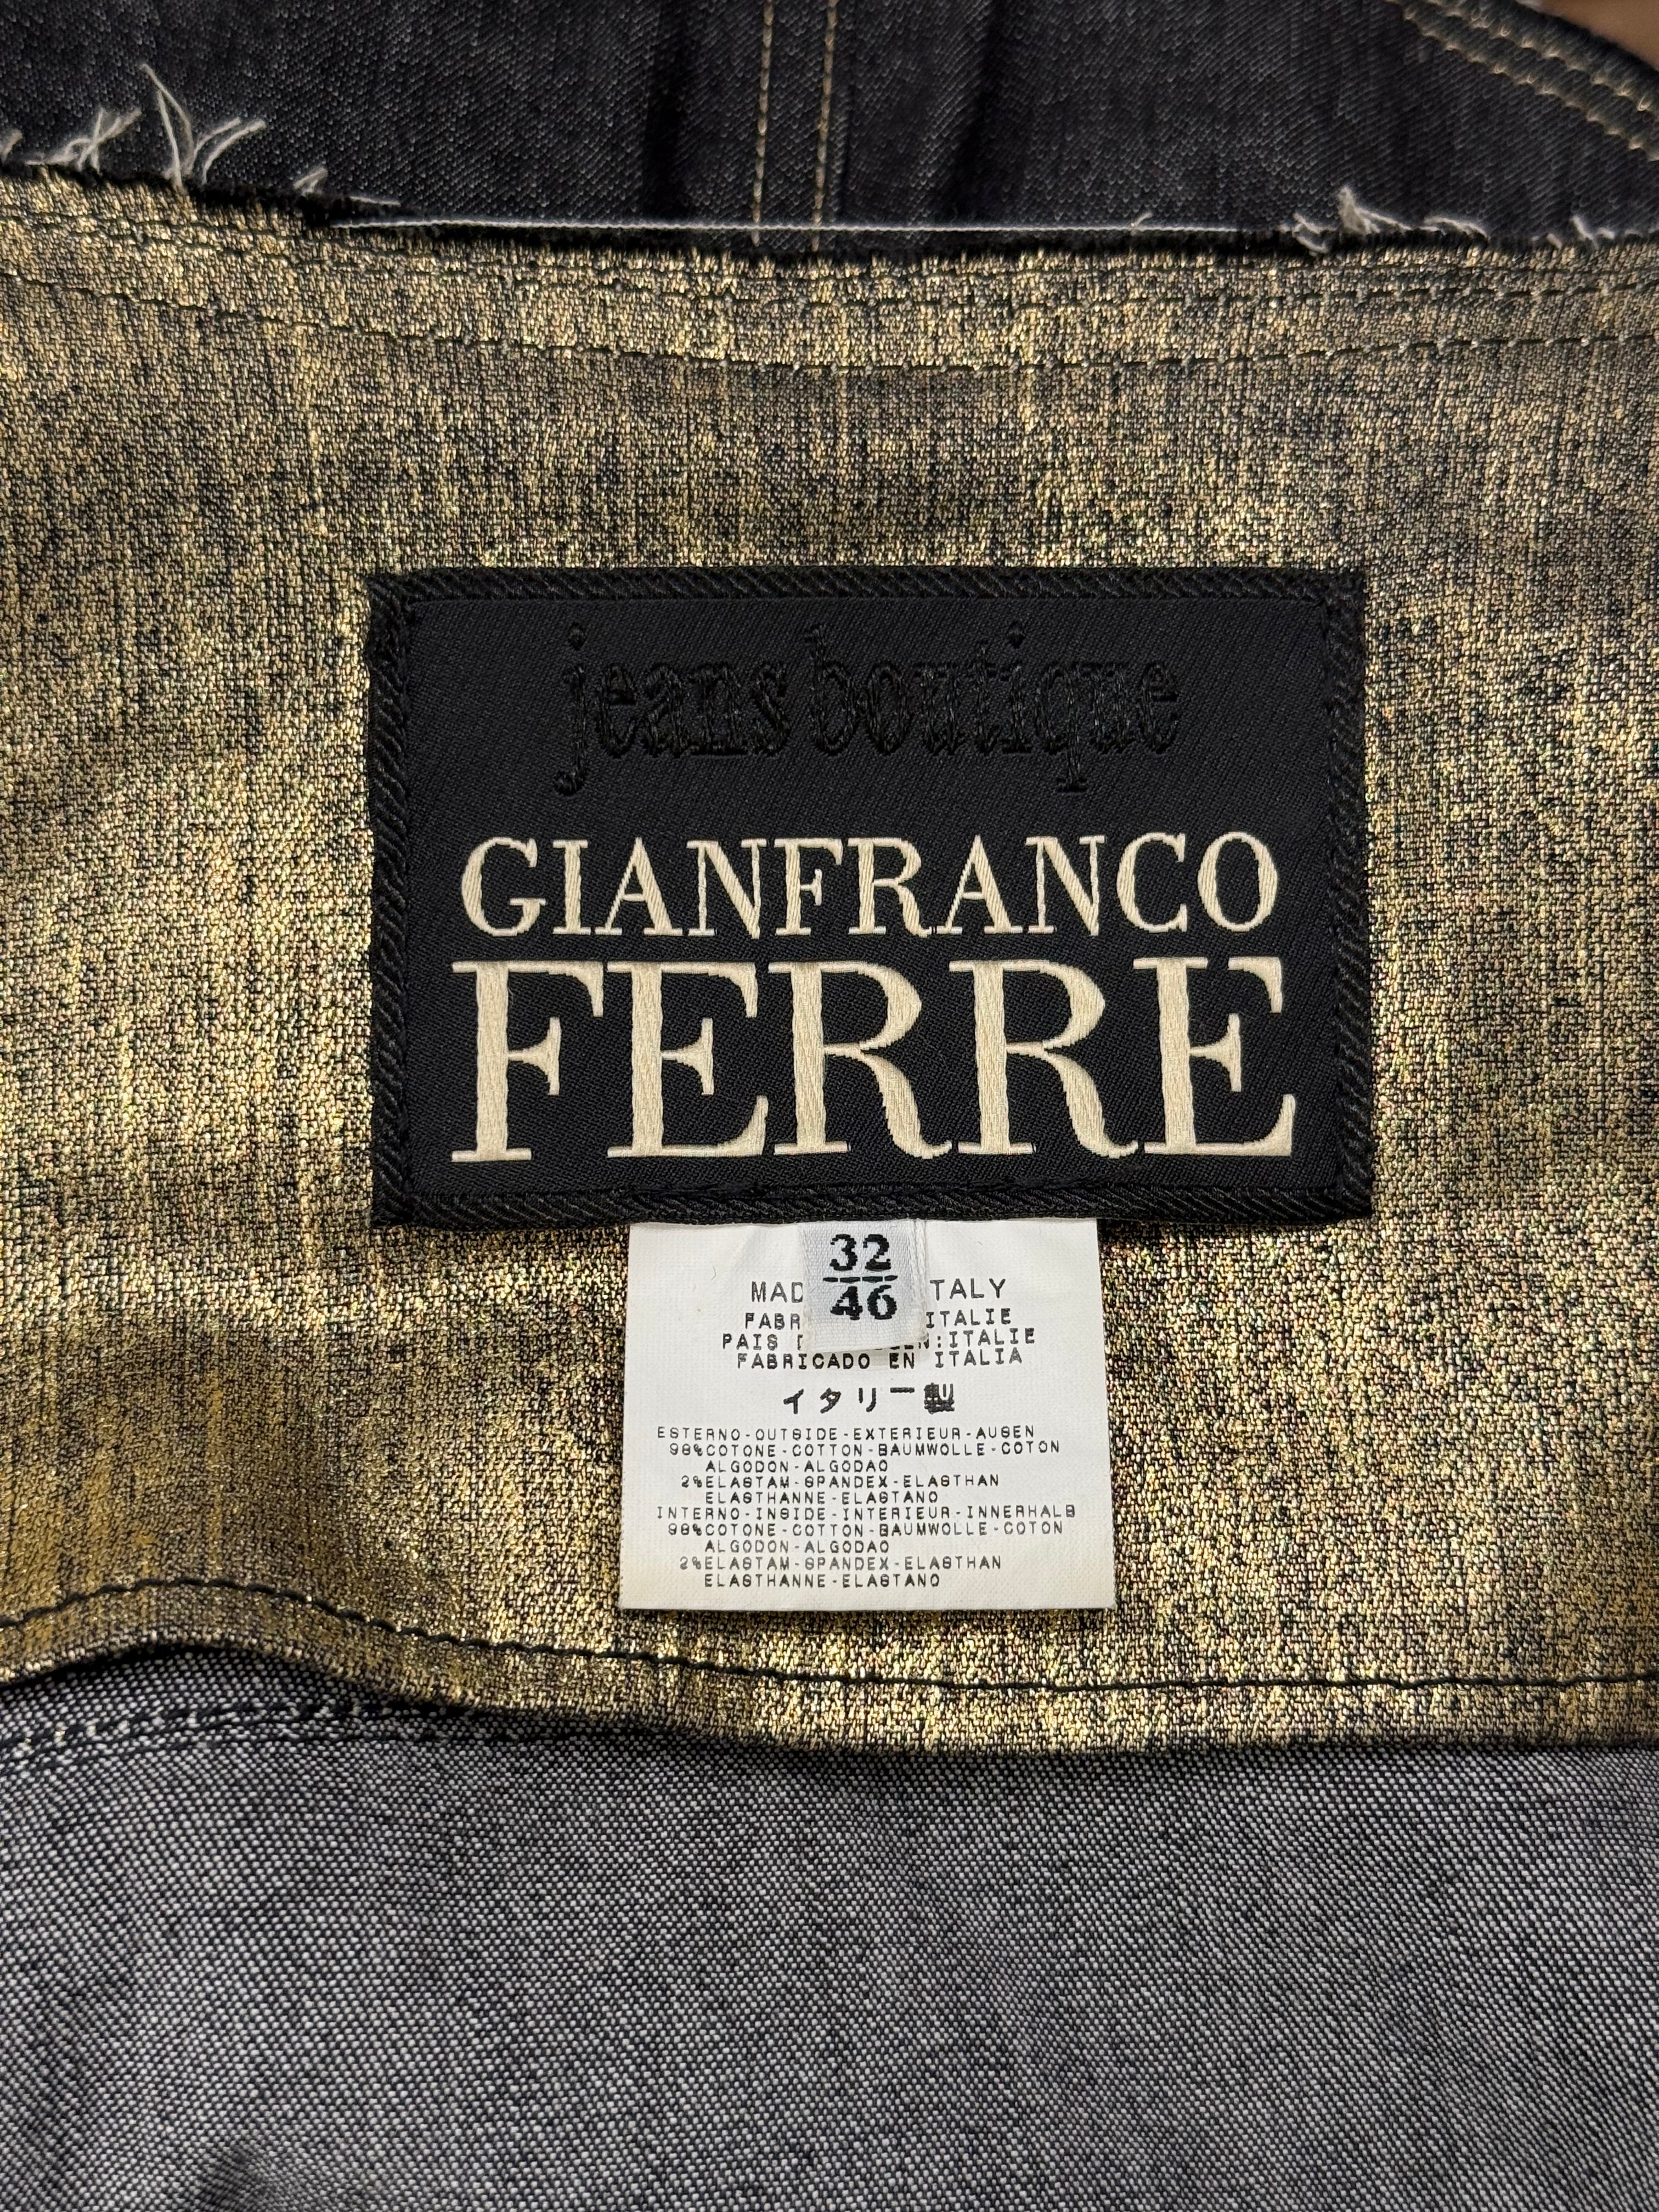 jeans boutique
GIANFRANCO
FERRE
32
46
MAD TALY
FABR ITALIE
PAIS EN:ITALIE
FABRICADO EN ITALIA
イタリー製
ESTERNO-OUTSIDE-EXTERIEUR-AUSEN
98%COTONE-COTTON-BAUMWOLLE-COTON
ALGODON-ALGODAO
2%ELASTAM-SPANDEX-ELASTHAN
ELASTHANNE-ELASTANO
INTERNO-INSIDE-INTERIEUR-INNERHALB
98%COTONE-COTTON-BAUMWOLLE-COTON
ALGODON-ALGODAO
2%ELASTAM-SPANDEX-ELASTHAN
ELASTHANNE-ELASTANO